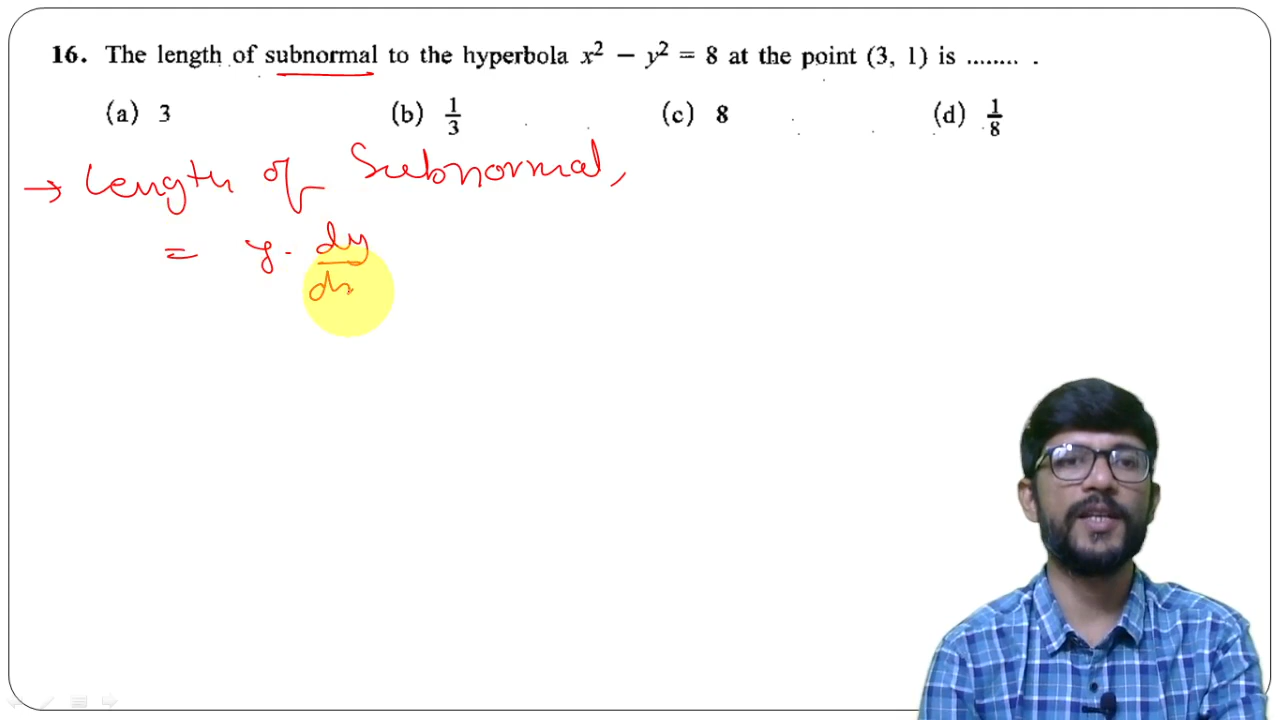 16. The length of subnormal to the hyperbola x² − y² = 8 at the point (3, 1) is ........ .
(a) 3 (b) 1/3 (c) 8 (d) 1/8
→ Length of Subnormal,
= y · dy/dx